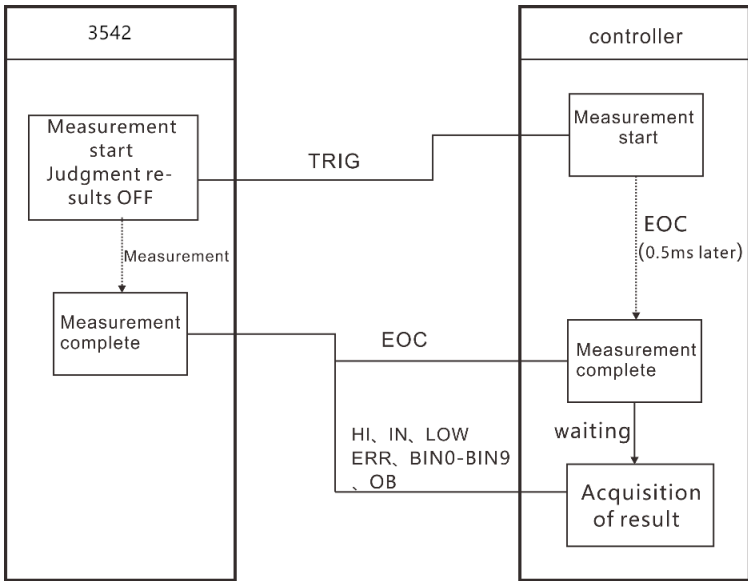 3542
controller
Measurement
start
Judgment re-
sults OFF
TRIG
Measurement
start
Measurement
EOC
(0.5ms later)
Measurement
complete
EOC
Measurement
complete
HI、IN、LOW
ERR、BIN0-BIN9
、OB
waiting
Acquisition
of result